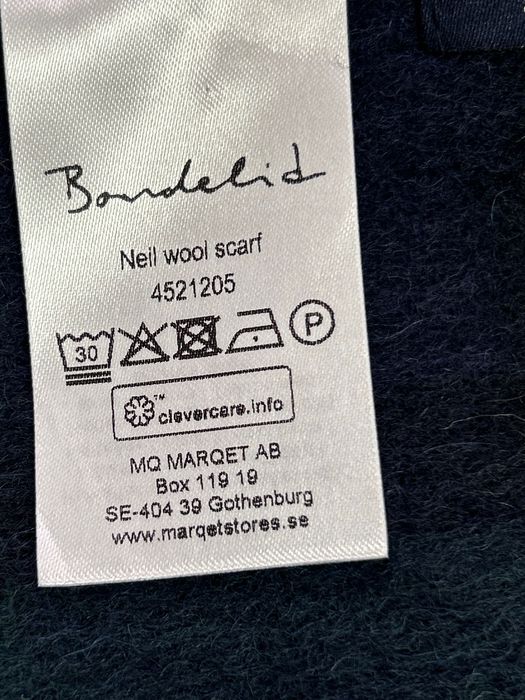 Bondelid
Neil wool scarf
4521205
30 P
™
clevercare.info
MQ MARQET AB
Box 119 19
SE-404 39 Gothenburg
www.marqetstores.se